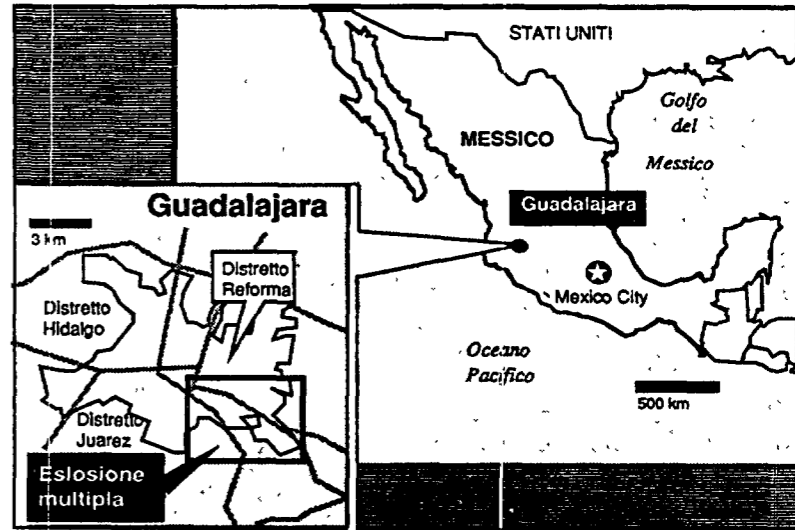 STATI UNITI
Golfo
del
Messico
MESSICO
Guadalajara
Mexico City
Oceano
Pacifico
500 km
Guadalajara
3 km
Distretto
Reforma
Distretto
Hidalgo
Distretto
Juarez
Eslosione
multipla